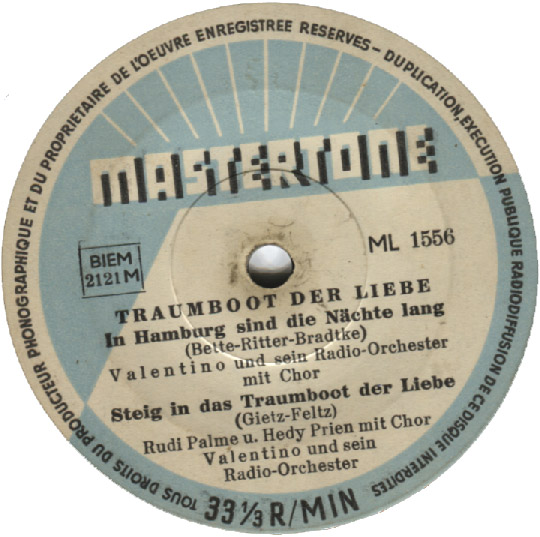 TOUS DROITS DU PRODUCTEUR PHONOGRAPHIQUE ET DU PROPRIETAIRE DE L'OEUVRE ENREGISTREE RESERVES - DUPLICATION, EXECUTION PUBLIQUE RADIODIFFUSION DE CE DISQUE INTERDITES
MASTERTONE
BIEM
2121 M
ML 1556
TRAUMBOOT DER LIEBE
In Hamburg sind die Nächte lang
(Bette-Ritter-Bradtke)
Valentino und sein Radio-Orchester
mit Chor
Steig in das Traumboot der Liebe
(Gietz-Feltz)
Rudi Palme u. Hedy Prien mit Chor
Valentino und sein
Radio-Orchester
33 1/3 R/MIN